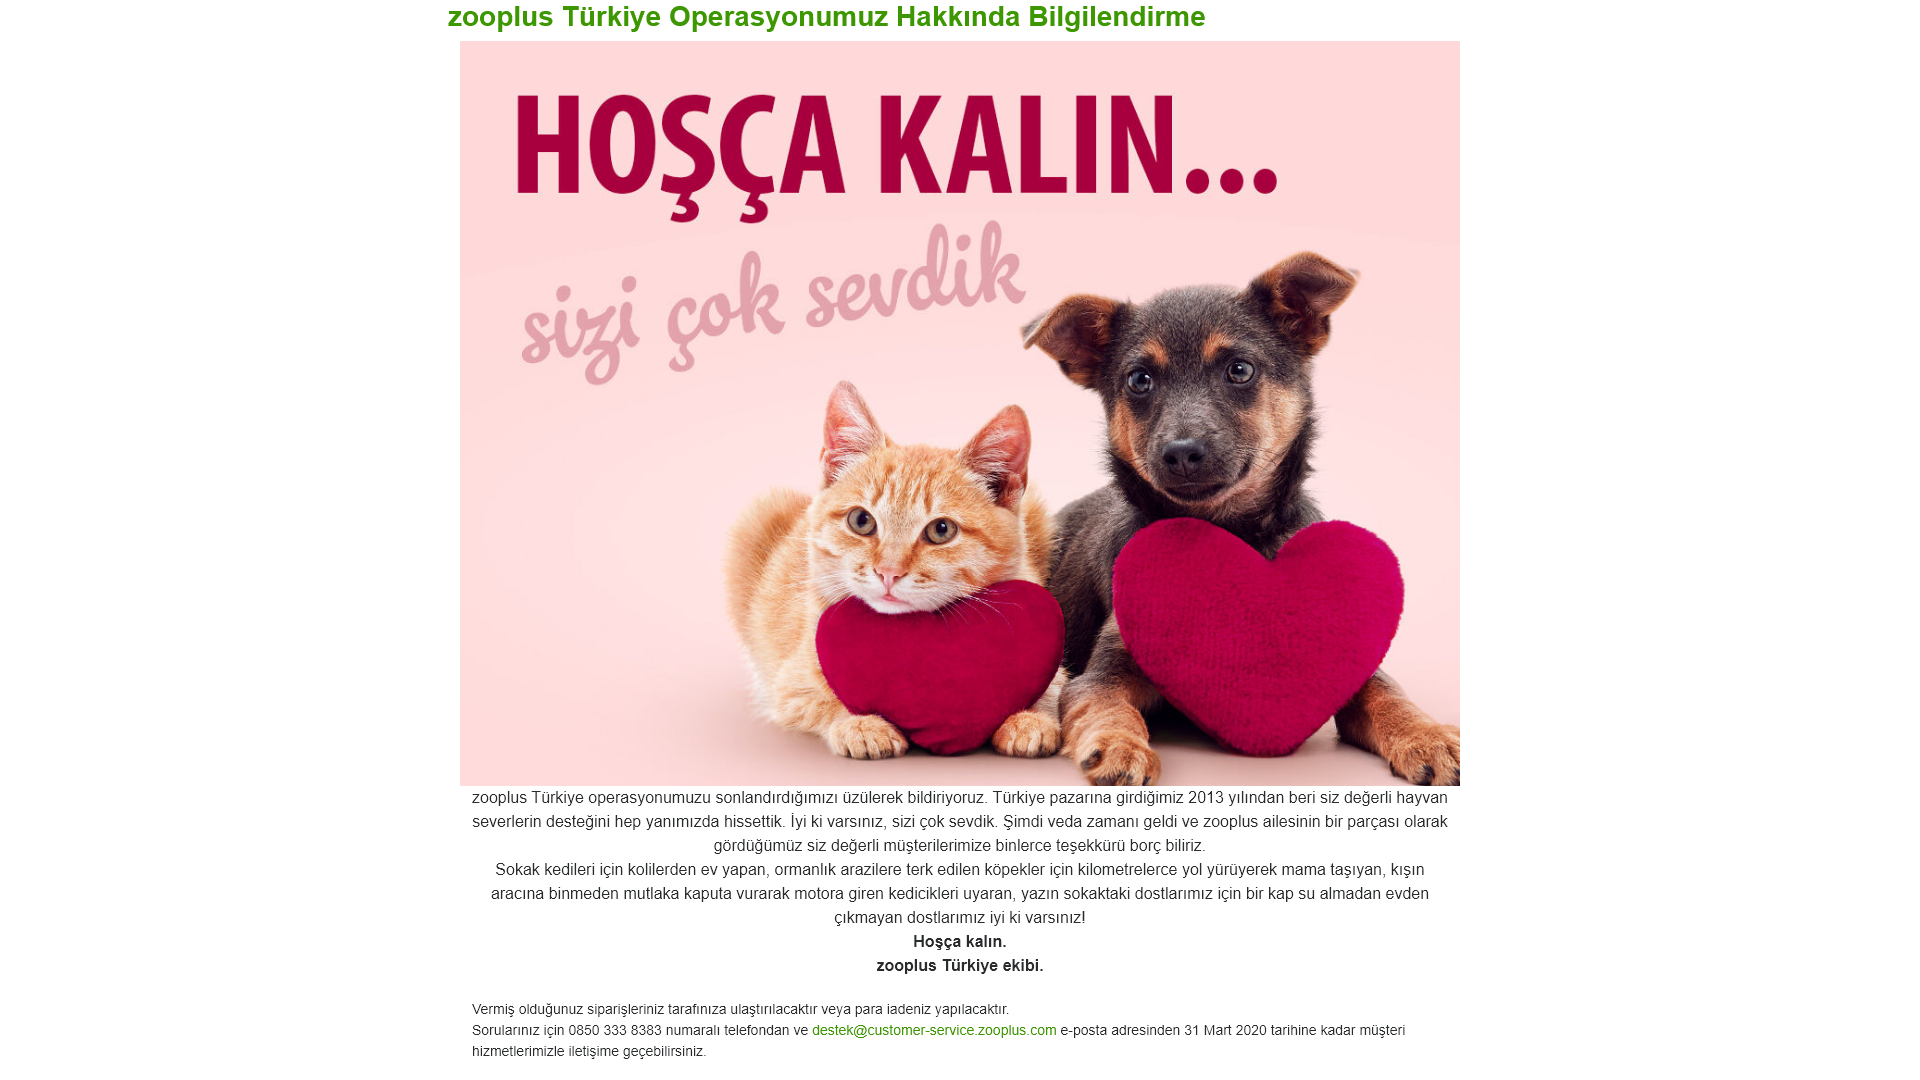 zooplus Türkiye Operasyonumuz Hakkında Bilgilendirme
HOŞÇA KALIN...
sizi çok sevdik
zooplus Türkiye operasyonumuzu sonlandırdığımızı üzülerek bildiriyoruz. Türkiye pazarına girdiğimiz 2013 yılından beri siz değerli hayvan
severlerin desteğini hep yanımızda hissettik. İyi ki varsınız, sizi çok sevdik. Şimdi veda zamanı geldi ve zooplus ailesinin bir parçası olarak
gördüğümüz siz değerli müşterilerimize binlerce teşekkürü borç biliriz.
Sokak kedileri için kolilerden ev yapan, ormanlık arazilere terk edilen köpekler için kilometrelerce yol yürüyerek mama taşıyan, kışın
aracına binmeden mutlaka kaputa vurarak motora giren kedicikleri uyaran, yazın sokaktaki dostlarımız için bir kap su almadan evden
çıkmayan dostlarımız iyi ki varsınız!
Hoşça kalın.
zooplus Türkiye ekibi.
Vermiş olduğunuz siparişleriniz tarafınıza ulaştırılacaktır veya para iadeniz yapılacaktır.
Sorularınız için 0850 333 8383 numaralı telefondan ve destek@customer-service.zooplus.com e-posta adresinden 31 Mart 2020 tarihine kadar müşteri
hizmetlerimizle iletişime geçebilirsiniz.